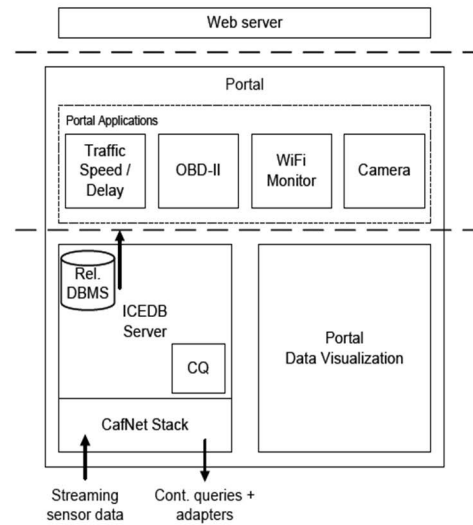 Web server
Portal
Portal Applications
Traffic
Speed /
Delay
OBD-II
WiFi
Monitor
Camera
Rel.
DBMS
ICEDB
Server
CQ
CafNet Stack
Portal
Data Visualization
Streaming
sensor data
Cont. queries +
adapters